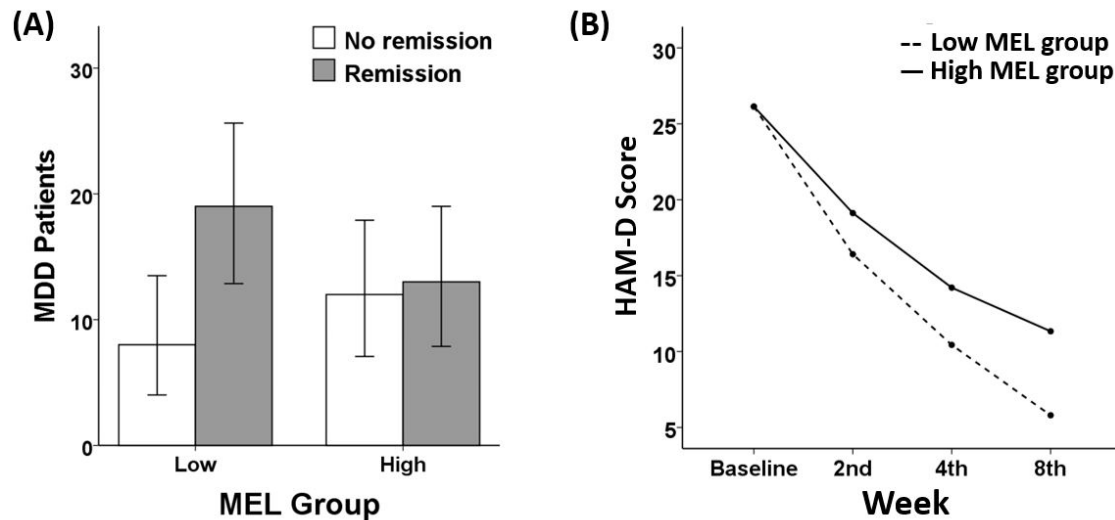 (A)
No remission
Remission
30
20
10
0
MDD Patients
Low
High
MEL Group
(B)
Low MEL group
High MEL group
30
25
20
15
10
5
HAM-D Score
Baseline
2nd
4th
8th
Week